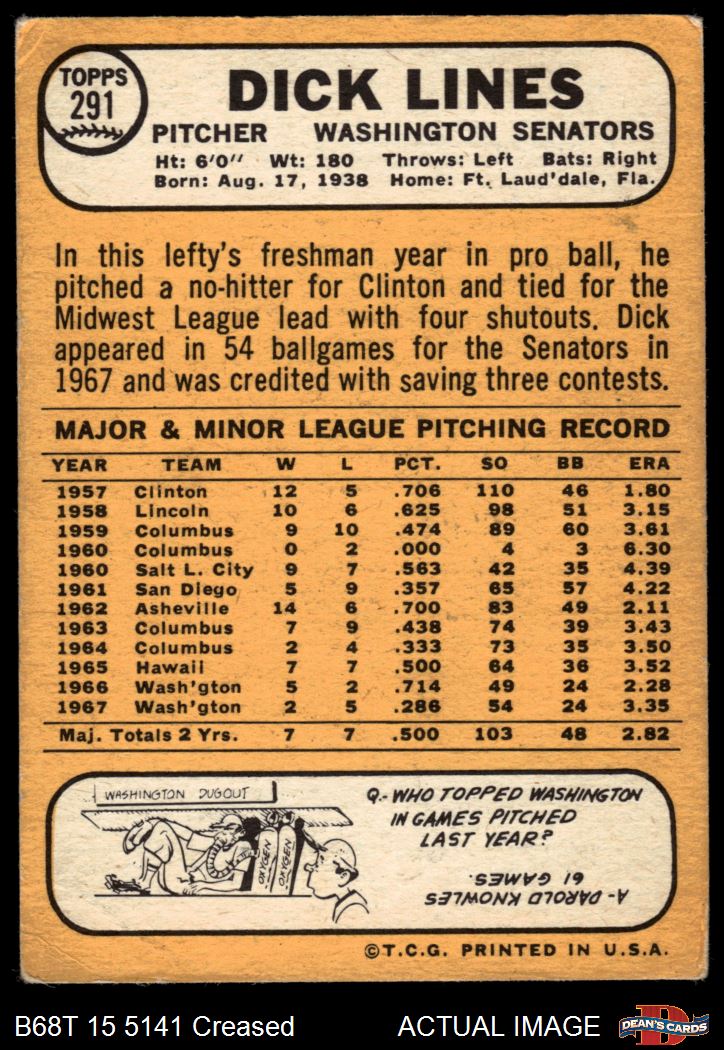 TOPPS
291
DICK LINES
PITCHER WASHINGTON SENATORS
Ht: 6'0" Wt: 180 Throws: Left Bats: Right
Born: Aug. 17, 1938 Home: Ft. Laud'dale, Fla.
In this lefty's freshman year in pro ball, he
pitched a no-hitter for Clinton and tied for the
Midwest League lead with four shutouts. Dick
appeared in 54 ballgames for the Senators in
1967 and was credited with saving three contests.
MAJOR & MINOR LEAGUE PITCHING RECORD
YEAR TEAM W L PCT. SO BB ERA
1957 Clinton 12 5 .706 110 46 1.80
1958 Lincoln 10 6 .625 98 51 3.15
1959 Columbus 9 10 .474 89 60 3.61
1960 Columbus 0 2 .000 4 3 6.30
1960 Salt L. City 9 7 .563 42 35 4.39
1961 San Diego 5 9 .357 65 57 4.22
1962 Asheville 14 6 .700 83 49 2.11
1963 Columbus 7 9 .438 74 39 3.43
1964 Columbus 2 4 .333 73 35 3.50
1965 Hawaii 7 7 .500 64 36 3.52
1966 Wash'gton 5 2 .714 49 24 2.28
1967 Wash'gton 2 5 .286 54 24 3.35
Maj. Totals 2 Yrs. 7 7 .500 103 48 2.82
WASHINGTON DUGOUT
OXYGEN
OXYGEN
Q.- WHO TOPPED WASHINGTON
IN GAMES PITCHED
LAST YEAR?
A- DAROLD KNOWLES
61 GAMES.
©T.C.G. PRINTED IN U.S.A.
B68T 15 5141 Creased ACTUAL IMAGE
D
DEAN'S CARDS